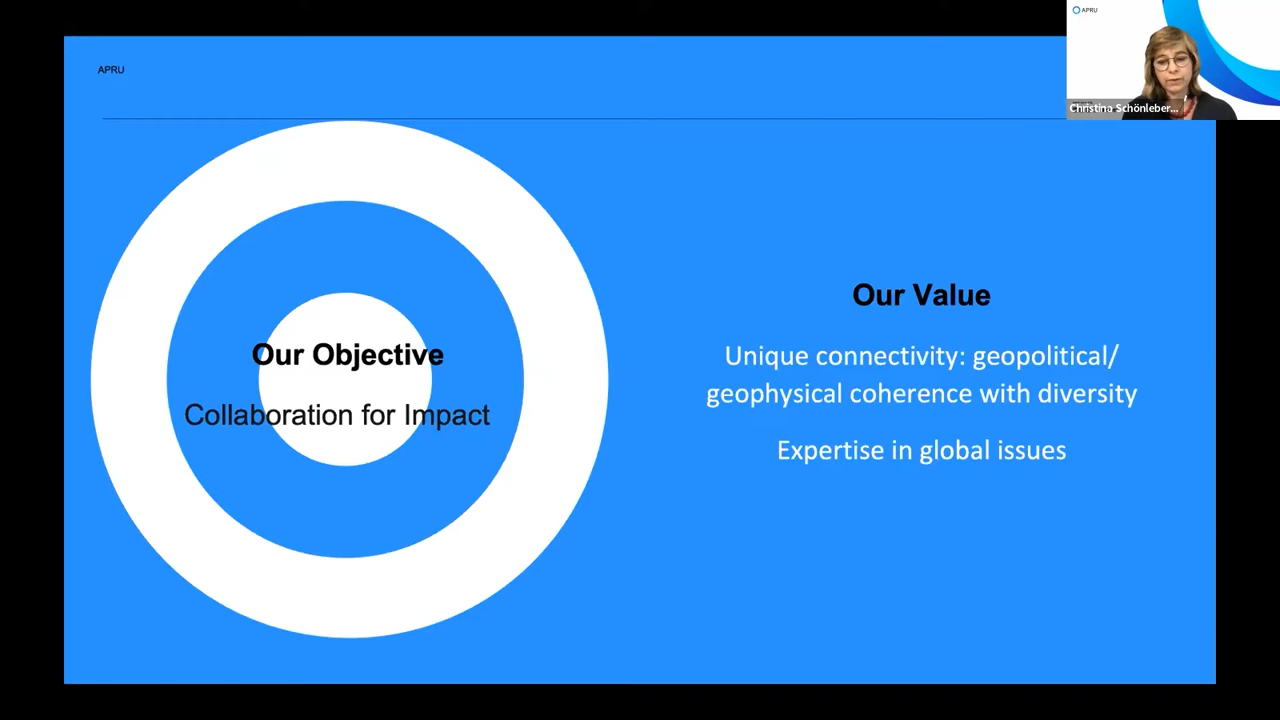 APRU
APRU
Christina Schönleber...
Our Objective
Collaboration for Impact
Our Value
Unique connectivity: geopolitical/
geophysical coherence with diversity
Expertise in global issues